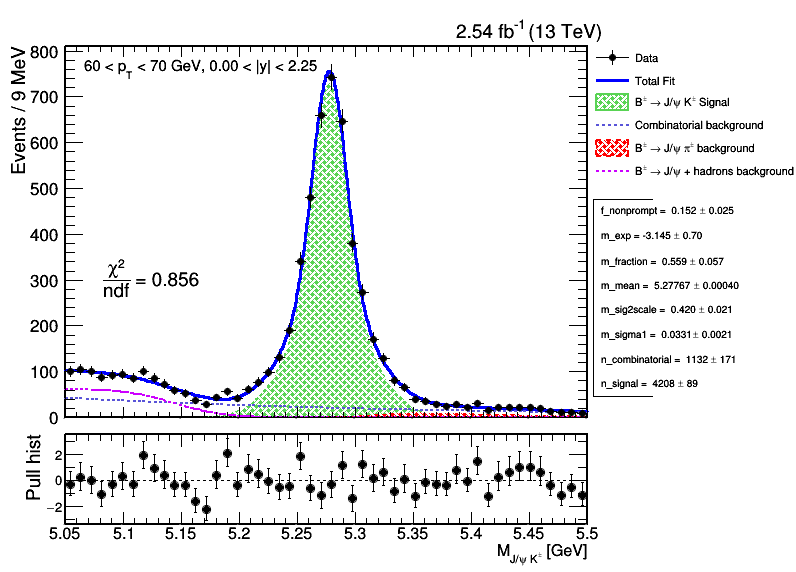 2.54 fb⁻¹ (13 TeV)
60 < p_T < 70 GeV, 0.00 < |y| < 2.25
Events / 9 MeV
800
700
600
500
400
300
200
100
0
χ²/ndf = 0.856
Data
Total Fit
B± → J/ψ K± Signal
Combinatorial background
B± → J/ψ π± background
B± → J/ψ + hadrons background
f_nonprompt = 0.152 ± 0.025
m_exp = -3.145 ± 0.70
m_fraction = 0.559 ± 0.057
m_mean = 5.27767 ± 0.00040
m_sig2scale = 0.420 ± 0.021
m_sigma1 = 0.0331 ± 0.0021
n_combinatorial = 1132 ± 171
n_signal = 4208 ± 89
Pull hist
2
0
−2
5.05 5.1 5.15 5.2 5.25 5.3 5.35 5.4 5.45 5.5
M_J/ψ K± [GeV]